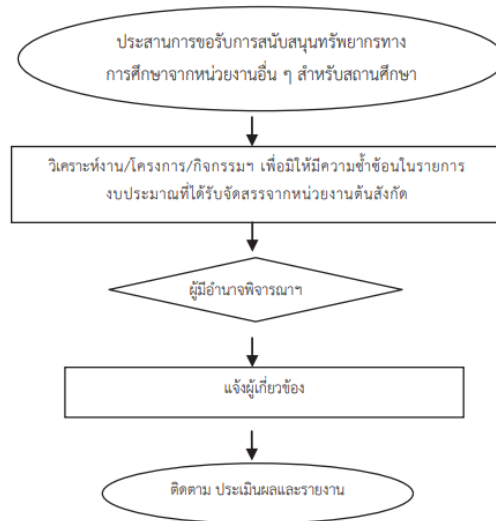 ประสานการขอรับการสนับสนุนทรัพยากรทาง
การศึกษาจากหน่วยงานอื่น ๆ สำหรับสถานศึกษา
วิเคราะห์งาน/โครงการ/กิจกรรมฯ เพื่อมิให้มีความซ้ำซ้อนในรายการ
งบประมาณที่ได้รับจัดสรรจากหน่วยงานต้นสังกัด
ผู้มีอำนาจพิจารณาฯ
แจ้งผู้เกี่ยวข้อง
ติดตาม ประเมินผลและรายงาน